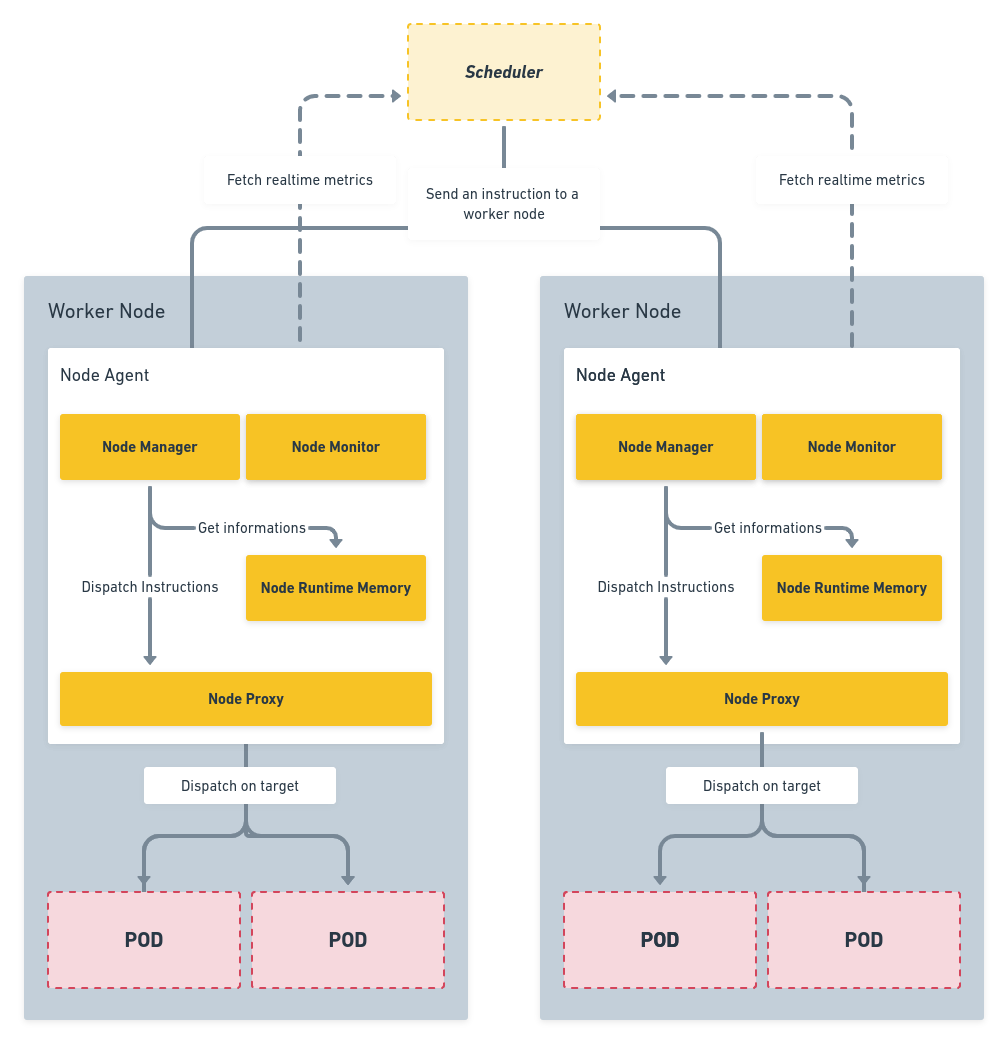 Scheduler
Fetch realtime metrics
Send an instruction to a
worker node
Fetch realtime metrics
Worker Node
Node Agent
Node Manager
Node Monitor
Get informations
Dispatch Instructions
Node Runtime Memory
Node Proxy
Dispatch on target
POD
POD
Worker Node
Node Agent
Node Manager
Node Monitor
Get informations
Dispatch Instructions
Node Runtime Memory
Node Proxy
Dispatch on target
POD
POD